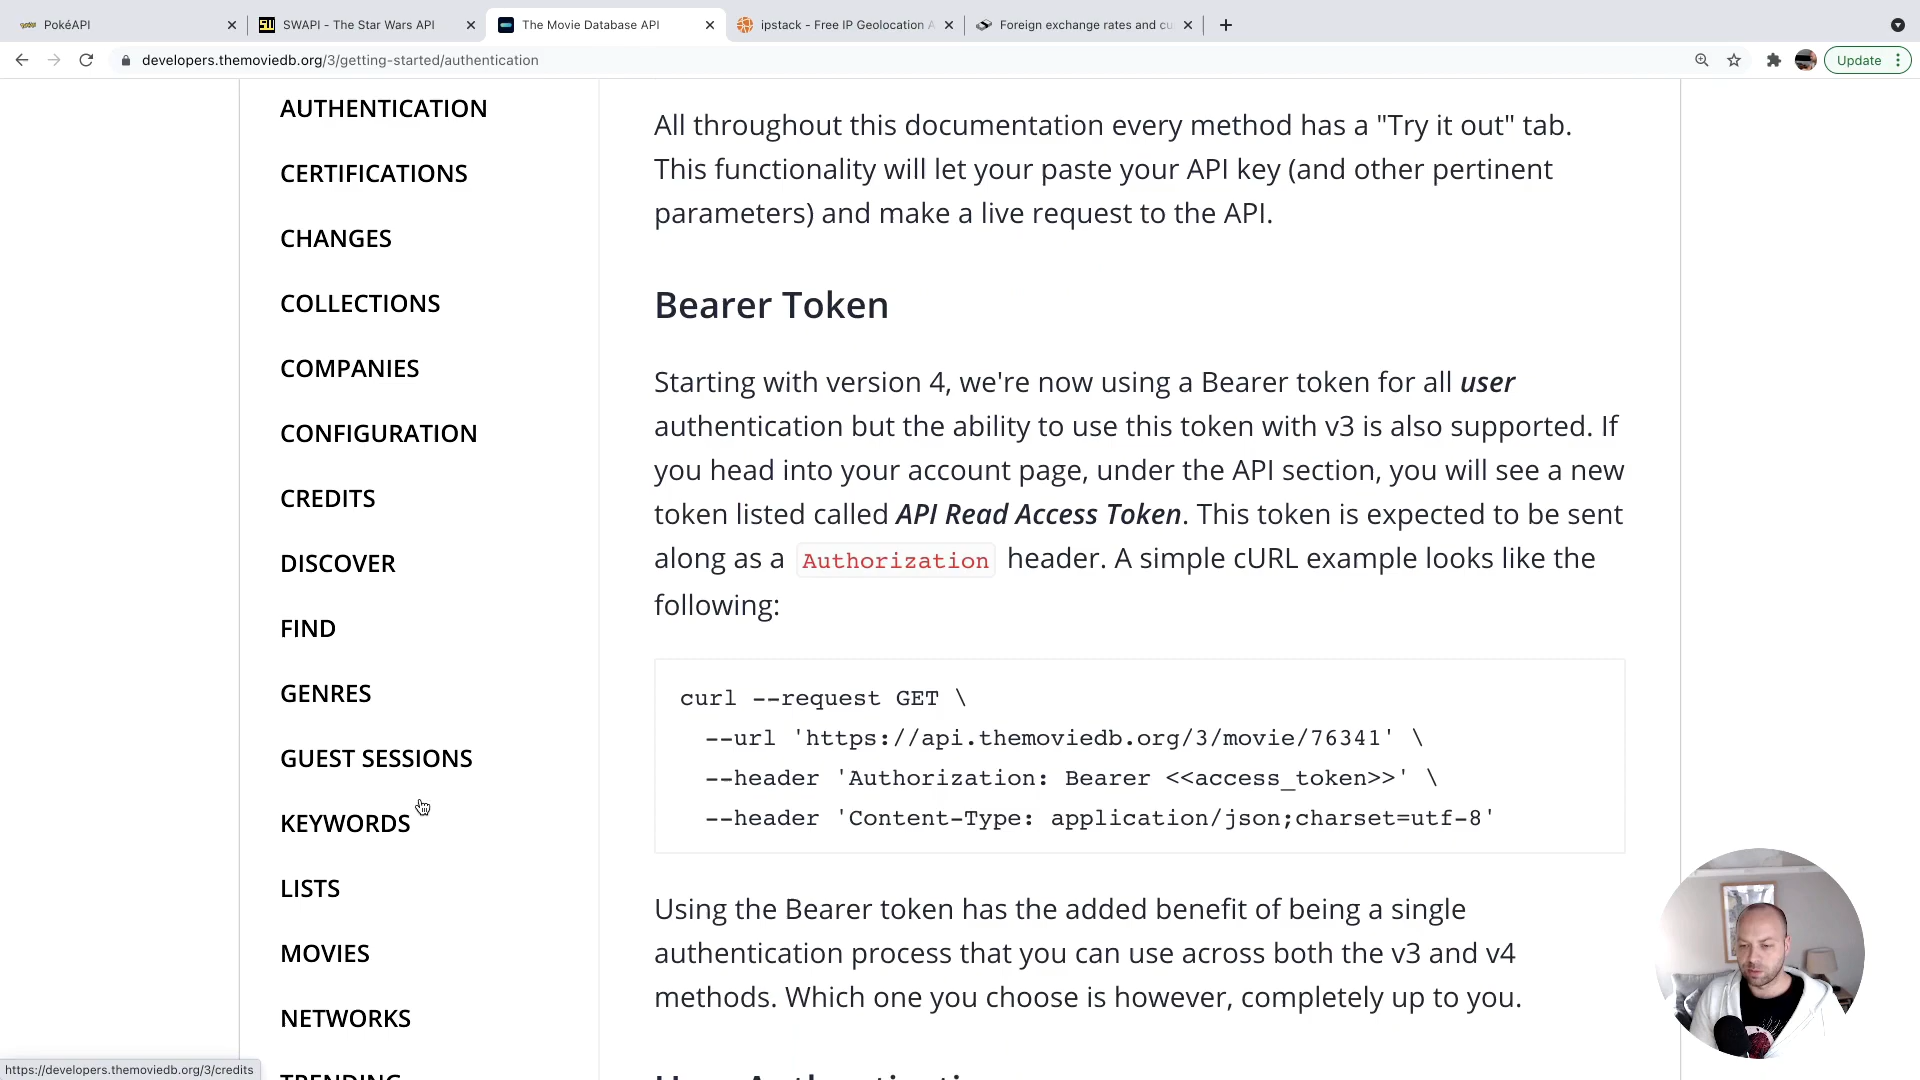 PokéAPI
SWAPI - The Star Wars API
The Movie Database API
ipstack - Free IP Geolocation A
Foreign exchange rates and cu
developers.themoviedb.org/3/getting-started/authentication
Update
AUTHENTICATION
CERTIFICATIONS
CHANGES
COLLECTIONS
COMPANIES
CONFIGURATION
CREDITS
DISCOVER
FIND
GENRES
GUEST SESSIONS
KEYWORDS
LISTS
MOVIES
NETWORKS
TRENDING
All throughout this documentation every method has a "Try it out" tab.
This functionality will let your paste your API key (and other pertinent
parameters) and make a live request to the API.
Bearer Token
Starting with version 4, we're now using a Bearer token for all user
authentication but the ability to use this token with v3 is also supported. If
you head into your account page, under the API section, you will see a new
token listed called API Read Access Token. This token is expected to be sent
along as a Authorization header. A simple cURL example looks like the
following:
curl --request GET \
--url 'https://api.themoviedb.org/3/movie/76341' \
--header 'Authorization: Bearer <<access_token>>' \
--header 'Content-Type: application/json;charset=utf-8'
Using the Bearer token has the added benefit of being a single
authentication process that you can use across both the v3 and v4
methods. Which one you choose is however, completely up to you.
User Authentication
https://developers.themoviedb.org/3/credits